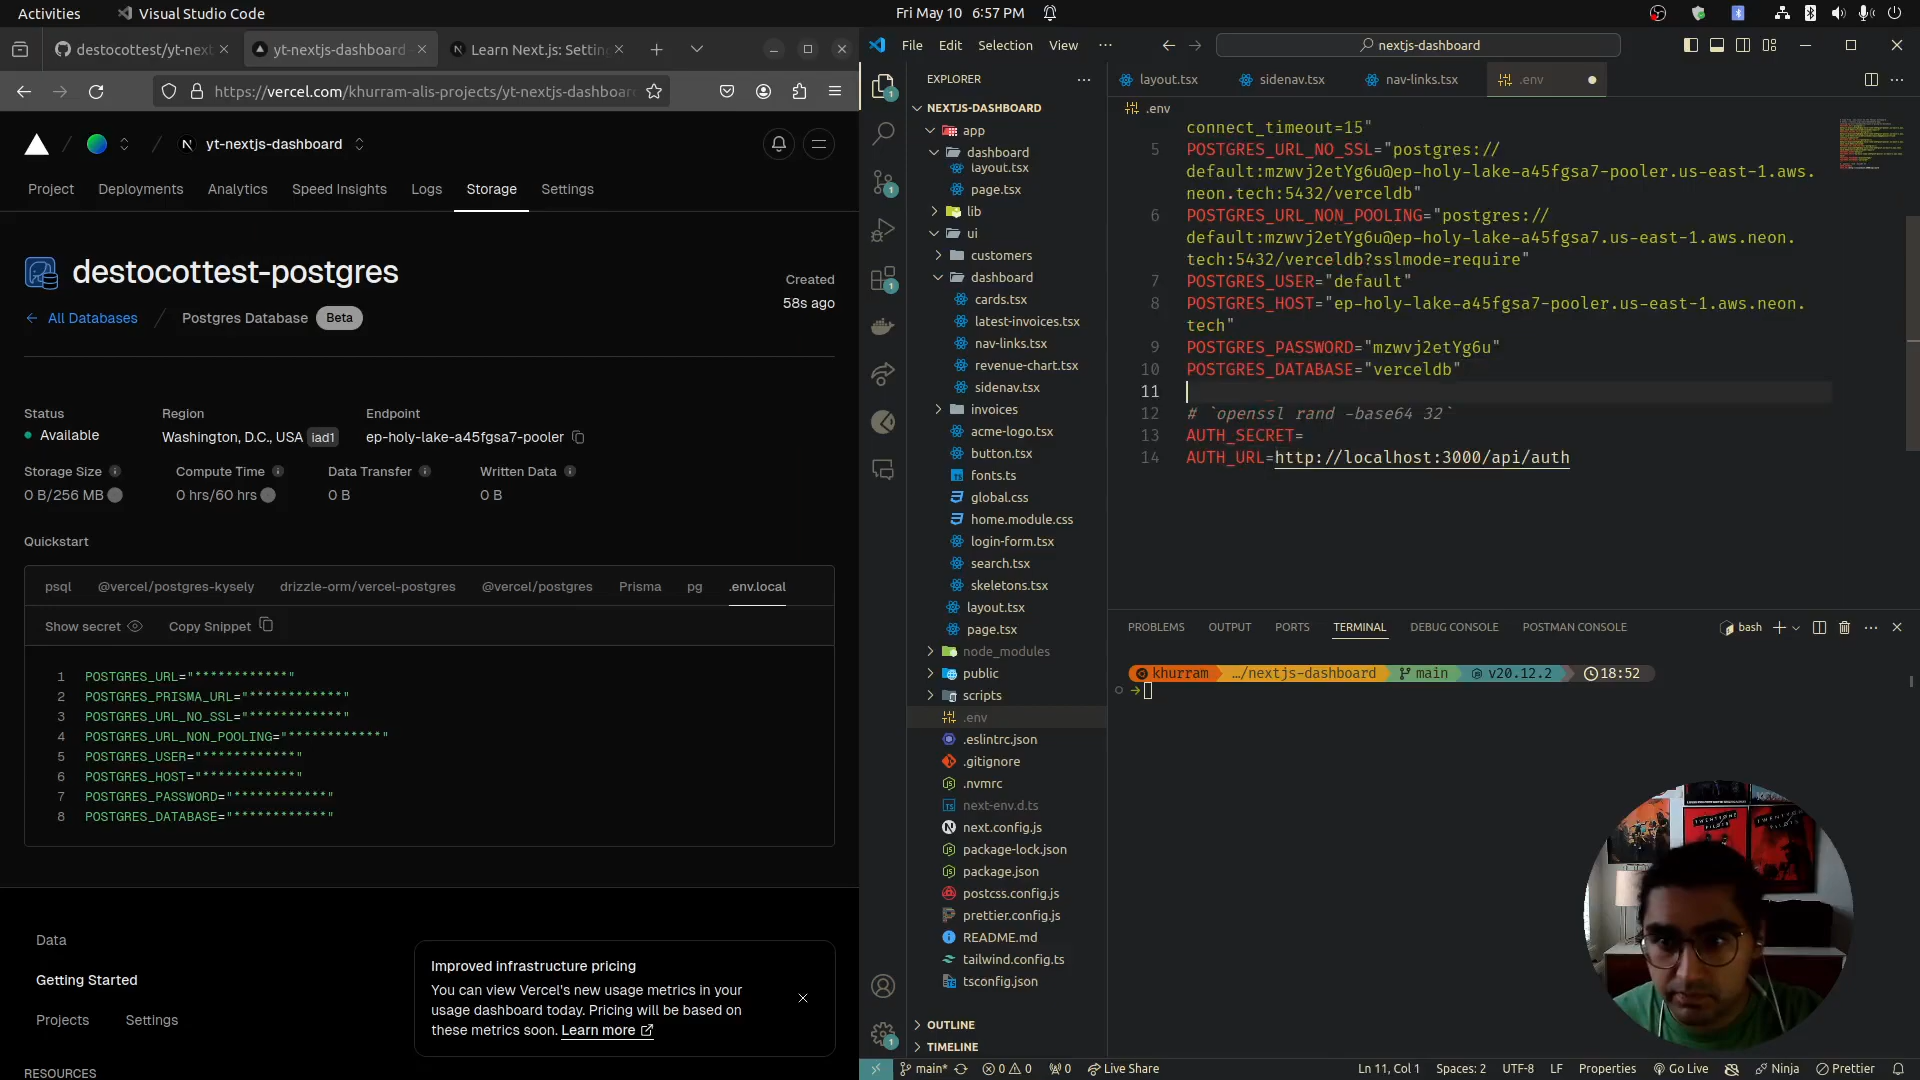 Activities
Visual Studio Code
Fri May 10 6:57 PM
destocottest/yt-next
yt-nextjs-dashboard
Learn Next.js: Settin
https://vercel.com/khurram-alis-projects/yt-nextjs-dashboar
yt-nextjs-dashboard
Project
Deployments
Analytics
Speed Insights
Logs
Storage
Settings
destocottest-postgres
Created
58s ago
All Databases
Postgres Database
Beta
Status
Available
Region
Washington, D.C., USA iad1
Endpoint
ep-holy-lake-a45fgsa7-pooler
Storage Size
0 B/256 MB
Compute Time
0 hrs/60 hrs
Data Transfer
0 B
Written Data
0 B
Quickstart
psql
@vercel/postgres-kysely
drizzle-orm/vercel-postgres
@vercel/postgres
Prisma
pg
.env.local
Show secret
Copy Snippet
1 POSTGRES_URL="************"
2 POSTGRES_PRISMA_URL="************"
3 POSTGRES_URL_NO_SSL="************"
4 POSTGRES_URL_NON_POOLING="************"
5 POSTGRES_USER="************"
6 POSTGRES_HOST="************"
7 POSTGRES_PASSWORD="************"
8 POSTGRES_DATABASE="************"
Data
Getting Started
Projects
Settings
RESOURCES
Improved infrastructure pricing
You can view Vercel's new usage metrics in your
usage dashboard today. Pricing will be based on
these metrics soon. Learn more
File Edit Selection View
nextjs-dashboard
EXPLORER
NEXTJS-DASHBOARD
app
dashboard
layout.tsx
page.tsx
lib
ui
customers
dashboard
cards.tsx
latest-invoices.tsx
nav-links.tsx
revenue-chart.tsx
sidenav.tsx
invoices
acme-logo.tsx
button.tsx
fonts.ts
global.css
home.module.css
login-form.tsx
search.tsx
skeletons.tsx
layout.tsx
page.tsx
node_modules
public
scripts
.env
.eslintrc.json
.gitignore
.nvmrc
next-env.d.ts
next.config.js
package-lock.json
package.json
postcss.config.js
prettier.config.js
README.md
tailwind.config.ts
tsconfig.json
OUTLINE
TIMELINE
layout.tsx
sidenav.tsx
nav-links.tsx
.env
.env
connect_timeout=15"
5 POSTGRES_URL_NO_SSL="postgres://
default:mzwvj2etYg6u@ep-holy-lake-a45fgsa7-pooler.us-east-1.aws.
neon.tech:5432/verceldb"
6 POSTGRES_URL_NON_POOLING="postgres://
default:mzwvj2etYg6u@ep-holy-lake-a45fgsa7.us-east-1.aws.neon.
tech:5432/verceldb?sslmode=require"
7 POSTGRES_USER="default"
8 POSTGRES_HOST="ep-holy-lake-a45fgsa7-pooler.us-east-1.aws.neon.
tech"
9 POSTGRES_PASSWORD="mzwvj2etYg6u"
10 POSTGRES_DATABASE="verceldb"
11
12 # `openssl rand -base64 32`
13 AUTH_SECRET=
14 AUTH_URL=http://localhost:3000/api/auth
PROBLEMS
OUTPUT
PORTS
TERMINAL
DEBUG CONSOLE
POSTMAN CONSOLE
bash
khurram …/nextjs-dashboard main v20.12.2 18:52
main*
0 0
0
Live Share
Ln 11, Col 1
Spaces: 2
UTF-8
LF
Properties
Go Live
Ninja
Prettier